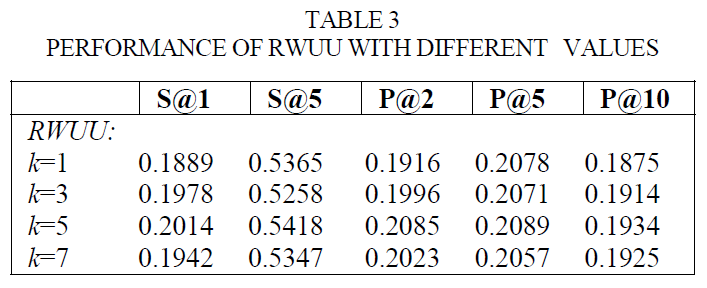 TABLE 3
PERFORMANCE OF RWUU WITH DIFFERENT VALUES
S@1 S@5 P@2 P@5 P@10
RWUU:
k=1 0.1889 0.5365 0.1916 0.2078 0.1875
k=3 0.1978 0.5258 0.1996 0.2071 0.1914
k=5 0.2014 0.5418 0.2085 0.2089 0.1934
k=7 0.1942 0.5347 0.2023 0.2057 0.1925